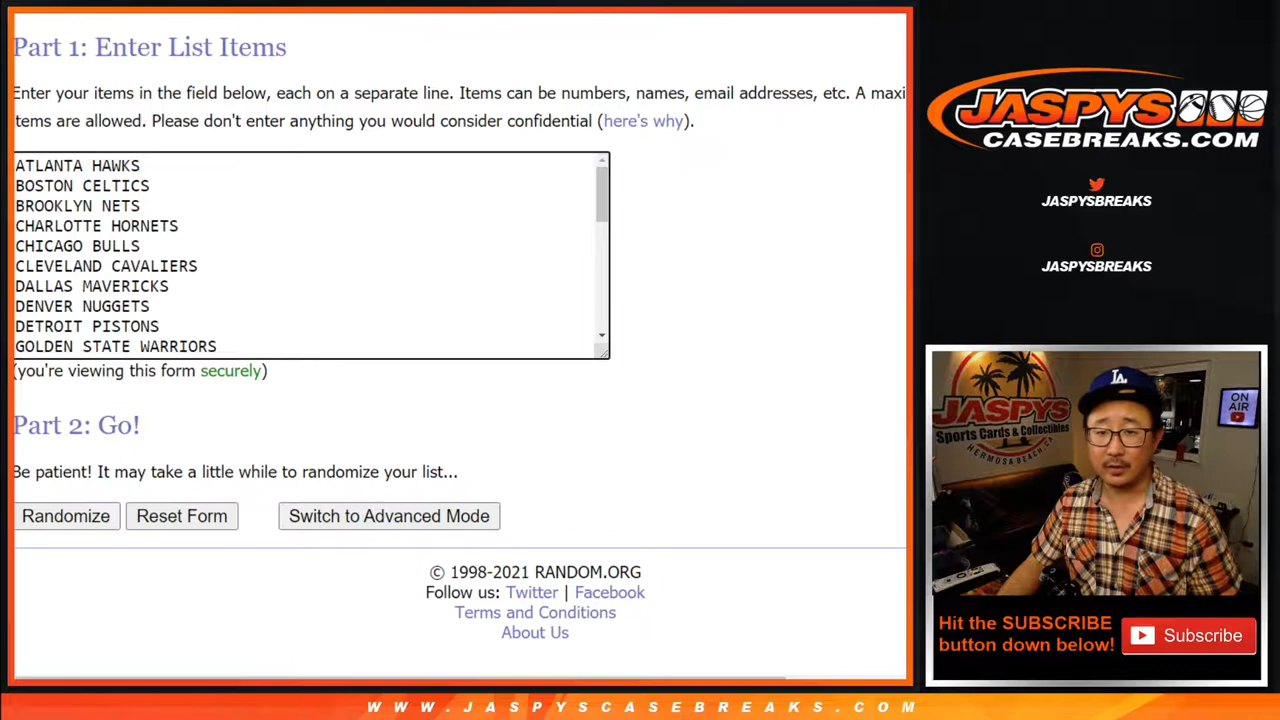 Part 1: Enter List Items
Enter your items in the field below, each on a separate line. Items can be numbers, names, email addresses, etc. A maxi
items are allowed. Please don't enter anything you would consider confidential (here's why).
ATLANTA HAWKS
BOSTON CELTICS
BROOKLYN NETS
CHARLOTTE HORNETS
CHICAGO BULLS
CLEVELAND CAVALIERS
DALLAS MAVERICKS
DENVER NUGGETS
DETROIT PISTONS
GOLDEN STATE WARRIORS
(you're viewing this form securely)
Part 2: Go!
Be patient! It may take a little while to randomize your list...
Randomize
Reset Form
Switch to Advanced Mode
© 1998-2021 RANDOM.ORG
Follow us: Twitter | Facebook
Terms and Conditions
About Us
JASPYS
CASEBREAKS.COM
JASPYSBREAKS
JASPYSBREAKS
JASPYS
Sports Cards & Collectibles
HERMOSA BEACH, CA
LA
ON
AIR
Hit the SUBSCRIBE
button down below!
Subscribe
WWW.JASPYSCASEBREAKS.COM